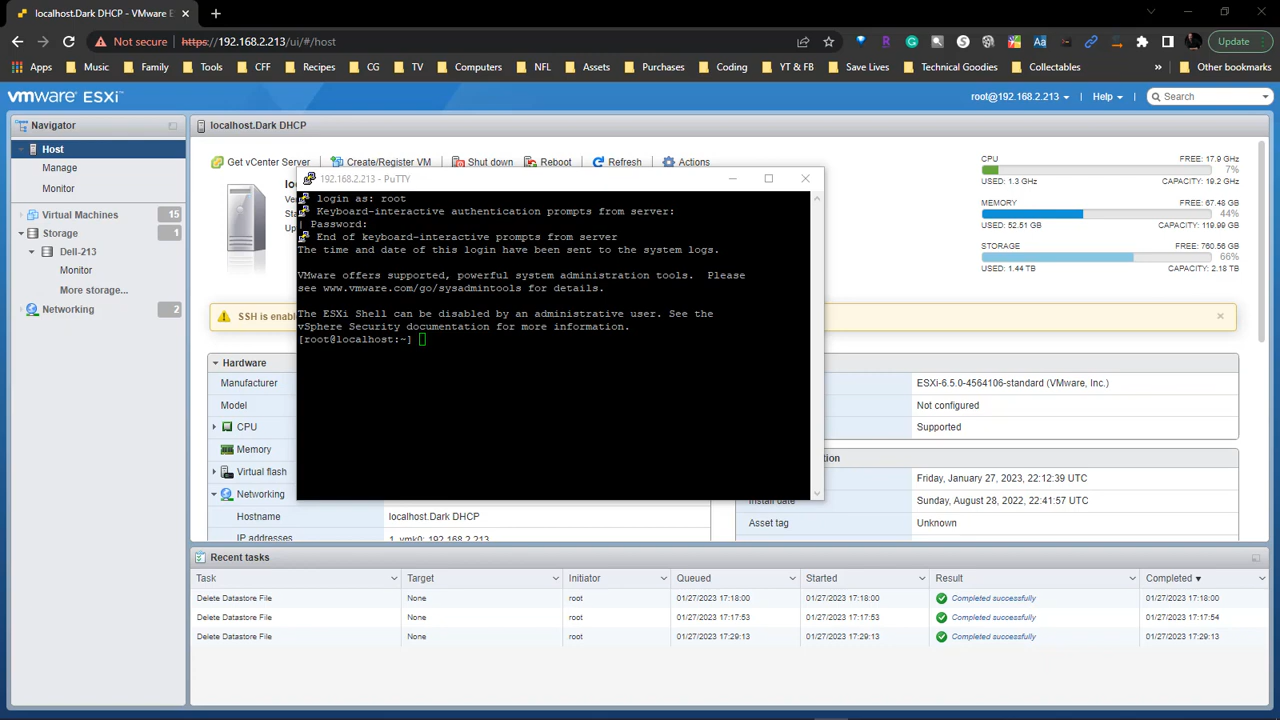 localhost.Dark DHCP - VMware E
Not secure
https://192.168.2.213/ui/#/host
Update
Apps
Music
Family
Tools
CFF
Recipes
CG
TV
Computers
NFL
Assets
Purchases
Coding
YT & FB
Save Lives
Technical Goodies
Collectables
»
Other bookmarks
vmware ESXi™
root@192.168.2.213
Help
Search
Navigator
Host
Manage
Monitor
Virtual Machines 15
Storage 1
Dell-213
Monitor
More storage...
Networking 2
localhost.Dark DHCP
Get vCenter Server
Create/Register VM
Shut down
Reboot
Refresh
Actions
CPU FREE: 17.9 GHz
7%
USED: 1.3 GHz CAPACITY: 19.2 GHz
MEMORY FREE: 67.48 GB
44%
USED: 52.51 GB CAPACITY: 119.99 GB
STORAGE FREE: 760.56 GB
66%
USED: 1.44 TB CAPACITY: 2.18 TB
SSH is enabl
192.168.2.213 - PuTTY
login as: root
Keyboard-interactive authentication prompts from server:
| Password:
End of keyboard-interactive prompts from server
The time and date of this login have been sent to the system logs.
VMware offers supported, powerful system administration tools. Please
see www.vmware.com/go/sysadmintools for details.
The ESXi Shell can be disabled by an administrative user. See the
vSphere Security documentation for more information.
[root@localhost:~]
Hardware
Manufacturer
Model
CPU
Memory
Virtual flash
Networking
Hostname localhost.Dark DHCP
IP addresses 1. vmk0: 192.168.2.213
ESXi-6.5.0-4564106-standard (VMware, Inc.)
Not configured
Supported
Friday, January 27, 2023, 22:12:39 UTC
Install date Sunday, August 28, 2022, 22:41:57 UTC
Asset tag Unknown
Recent tasks
Task Target Initiator Queued Started Result Completed ▼
Delete Datastore File None root 01/27/2023 17:18:00 01/27/2023 17:18:00 Completed successfully 01/27/2023 17:18:00
Delete Datastore File None root 01/27/2023 17:17:53 01/27/2023 17:17:53 Completed successfully 01/27/2023 17:17:54
Delete Datastore File None root 01/27/2023 17:29:13 01/27/2023 17:29:13 Completed successfully 01/27/2023 17:29:13